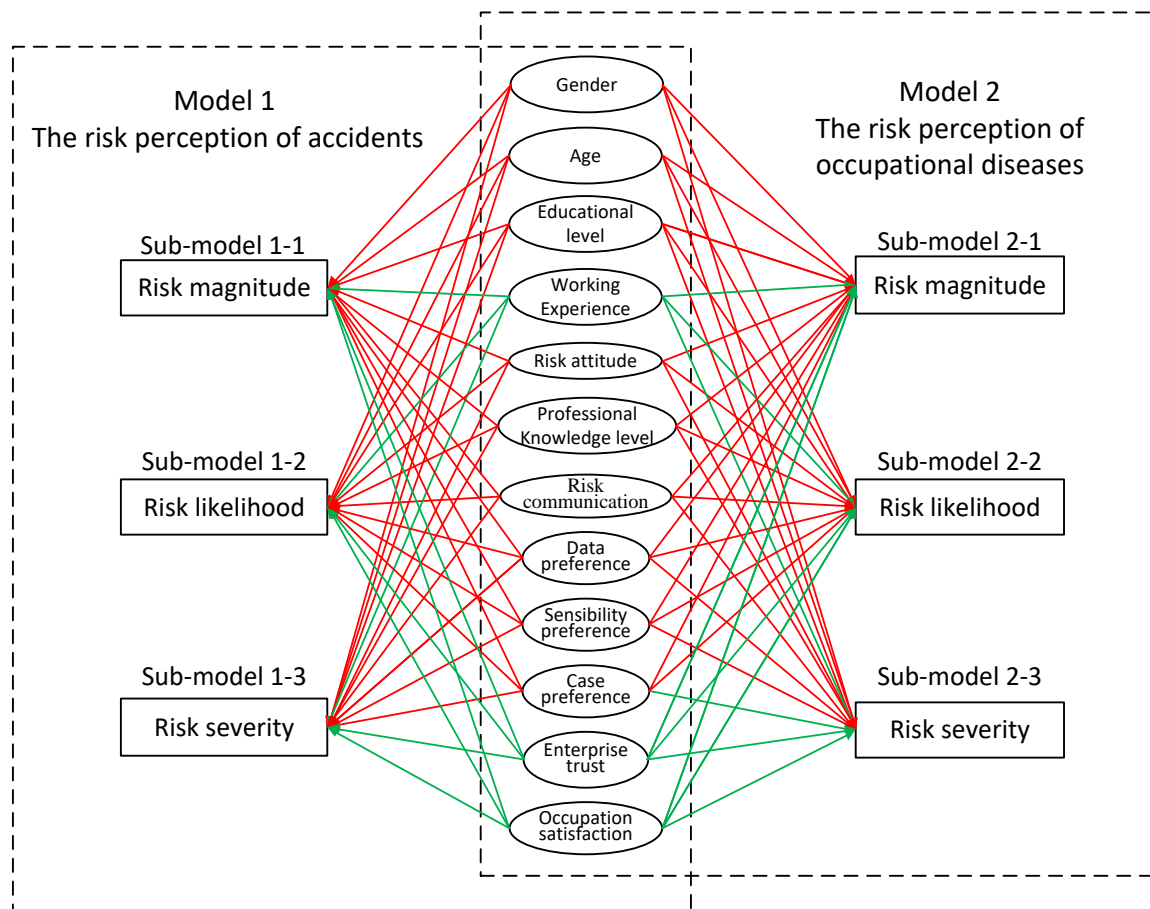 Model 1
The risk perception of accidents
Sub-model 1-1
Risk magnitude
Sub-model 1-2
Risk likelihood
Sub-model 1-3
Risk severity
Gender
Age
Educational
level
Working
Experience
Risk attitude
Professional
Knowledge level
Risk
communication
Data
preference
Sensibility
preference
Case
preference
Enterprise
trust
Occupation
satisfaction
Model 2
The risk perception of
occupational diseases
Sub-model 2-1
Risk magnitude
Sub-model 2-2
Risk likelihood
Sub-model 2-3
Risk severity